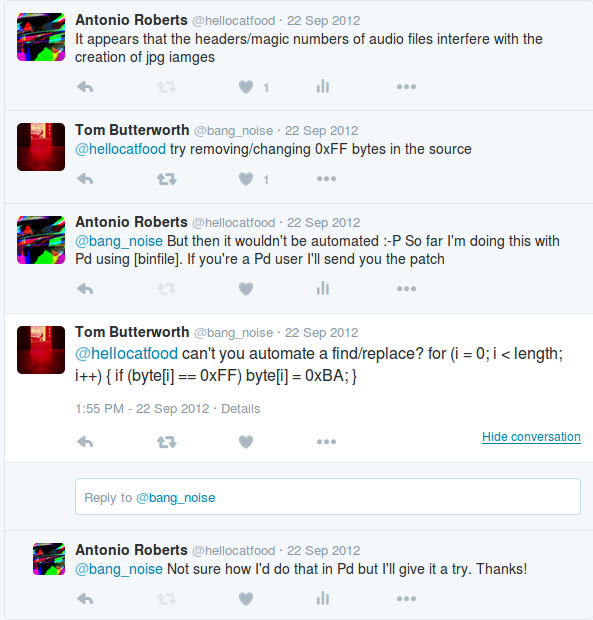 Antonio Roberts @hellocatfood · 22 Sep 2012
It appears that the headers/magic numbers of audio files interfere with the
creation of jpg iamges
1
Tom Butterworth @bang_noise · 22 Sep 2012
@hellocatfood try removing/changing 0xFF bytes in the source
1
Antonio Roberts @hellocatfood · 22 Sep 2012
@bang_noise But then it wouldn't be automated :-P So far I'm doing this with
Pd using [binfile]. If you're a Pd user I'll send you the patch
Tom Butterworth @bang_noise · 22 Sep 2012
@hellocatfood can't you automate a find/replace? for (i = 0; i < length;
i++) { if (byte[i] == 0xFF) byte[i] = 0xBA; }
1:55 PM - 22 Sep 2012 · Details
Hide conversation
Reply to @bang_noise
Antonio Roberts @hellocatfood · 22 Sep 2012
@bang_noise Not sure how I'd do that in Pd but I'll give it a try. Thanks!